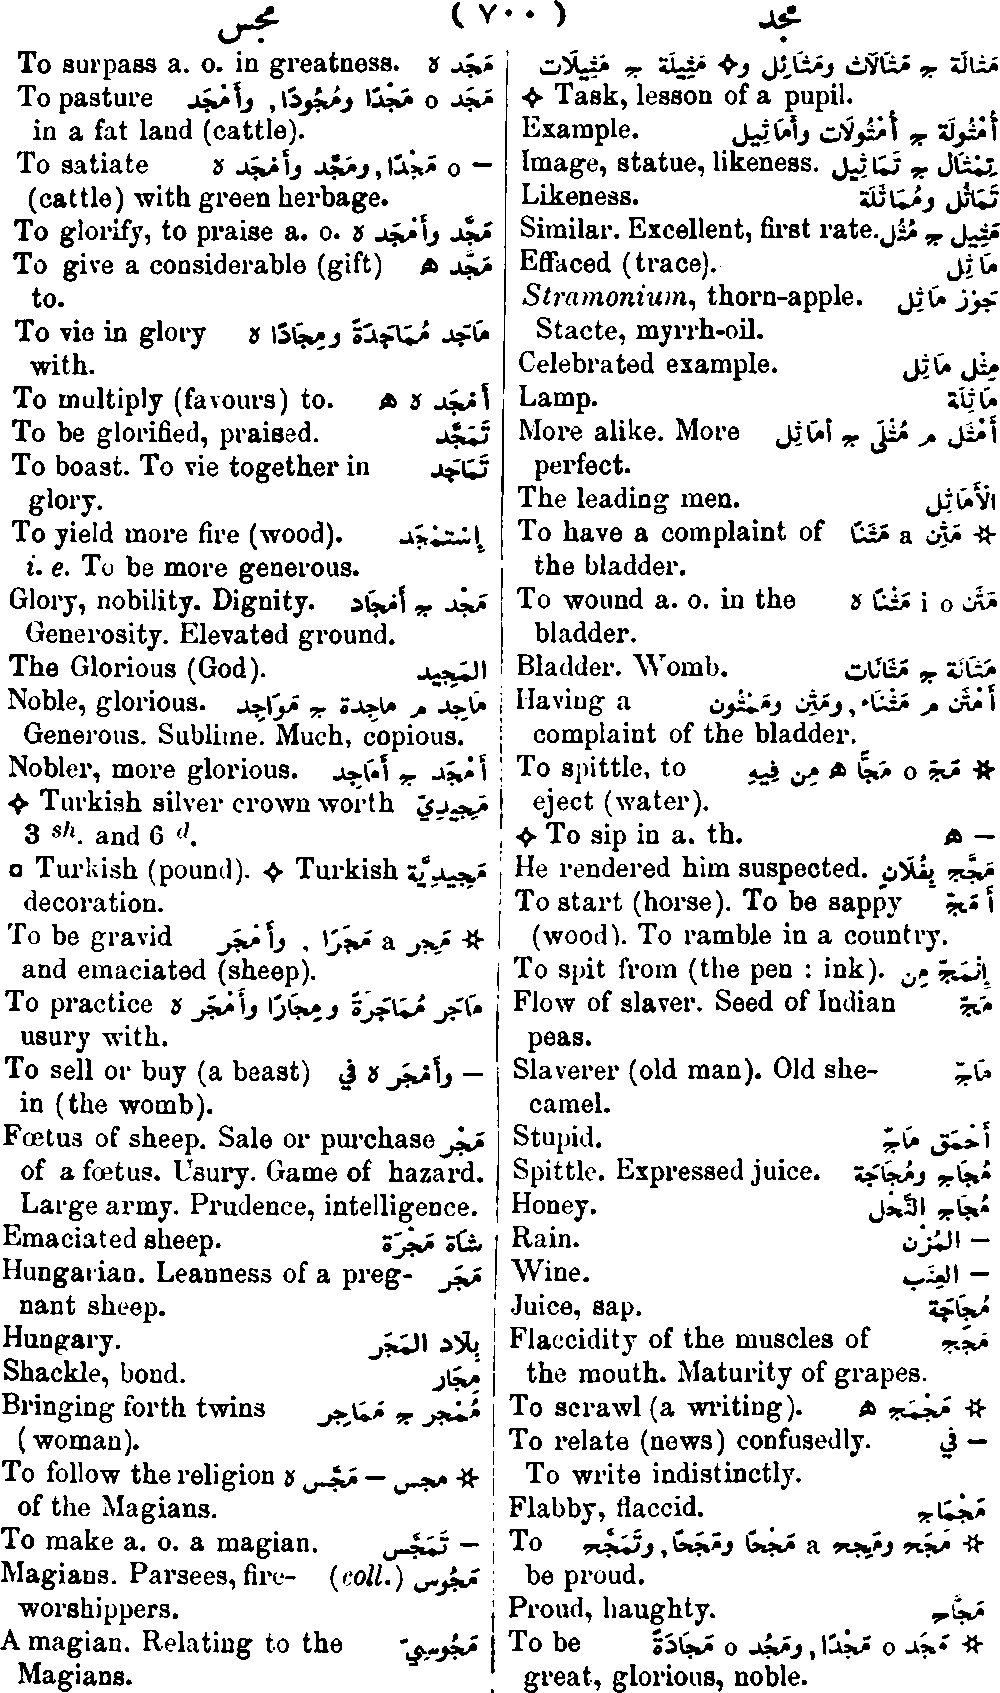 مجد ( ٧٠٠ ) مجس
مَثَالَة ج مَثَالَات ومَثَائِل و✧ مَثِيلَة ج مَثِيلَات
✧ Task, lesson of a pupil.
Example. أُمْثُولَة ج أُمْثُولَات وأَمَاثِيل
Image, statue, likeness. تِمْثَال ج تَمَاثِيل
Likeness. تَمَاثُل ومُمَاثَلَة
Similar. Excellent, first rate. مَثِيل ج مُثُل
Effaced (trace). مَاثِل
Stramonium, thorn-apple. جَوْز مَاثِل
Stacte, myrrh-oil.
Celebrated example. مِثْل مَاثِل
Lamp. مَاثِلَة
More alike. More أَمْثَل م مُثْلَى ج أَمَاثِل
perfect.
The leading men. الْأَمَاثِل
To have a complaint of ✲ مَثِن a مَثَنًا
the bladder.
To wound a. o. in the مَثَن i o مَثْنًا ه
bladder.
Bladder. Womb. مَثَانَة ج مَثَانَات
Having a أَمْثَن م مَثْنَاء, ومَثِن ومَمْثُون
complaint of the bladder.
To spittle, to ✲ مَجَّ o مَجًّا ه مِن فِيهِ
eject (water).
✧ To sip in a. th. — ه
He rendered him suspected. مَجَّجَ بِفُلَانٍ
To start (horse). To be sappy أَمَجَّ
(wood). To ramble in a country.
To spit from (the pen : ink). إِنْمَجَّ مِن
Flow of slaver. Seed of Indian مَجّ
peas.
Slaverer (old man). Old she- مَاجّ
camel.
Stupid. أَحْمَق مَاجّ
Spittle. Expressed juice. مُجَاج ومُجَاجَة
Honey. مُجَاج النَّحْل
Rain. — المُزْن
Wine. — العِنَب
Juice, sap. مُجَاجَة
Flaccidity of the muscles of مَجَج
the mouth. Maturity of grapes.
To scrawl (a writing). ✲ مَجْمَج ه
To relate (news) confusedly. — في
To write indistinctly.
Flabby, flaccid. مَجْمَاج
To ✲ مَجَح ومَجِح a مَجْحًا ومَجَحًا, وتَمَجَّح
be proud.
Proud, haughty. مَجَّاح
To be ✲ مَجَد o مَجْدًا, ومَجُد o مَجَادَةً
great, glorious, noble.
To surpass a. o. in greatness. مَجَد ه
To pasture مَجَد o مَجْدًا ومُجُودًا, وأَمْجَد
in a fat land (cattle).
To satiate — o مَجْدًا, ومَجَّد وأَمْجَد ه
(cattle) with green herbage.
To glorify, to praise a. o. مَجَّد وأَمْجَد ه
To give a considerable (gift) مَجَّد ه
to.
To vie in glory مَاجَد مُمَاجَدَةً ومِجَادًا ه
with.
To multiply (favours) to. أَمْجَد ه ه
To be glorified, praised. تَمَجَّد
To boast. To vie together in تَمَاجَد
glory.
To yield more fire (wood). إِسْتَمْجَد
i. e. To be more generous.
Glory, nobility. Dignity. مَجْد ج أَمْجَاد
Generosity. Elevated ground.
The Glorious (God). المَجِيد
Noble, glorious. مَاجِد م مَاجِدة ج مَوَاجِد
Generous. Sublime. Much, copious.
Nobler, more glorious. أَمْجَد ج أَمَاجِد
✧ Turkish silver crown worth مَجِيدِيّ
3 sh. and 6 d.
□ Turkish (pound). ✧ Turkish مَجِيدِيَّة
decoration.
To be gravid ✲ مَجِر a مَجَرًا , وأَمْجَر
and emaciated (sheep).
To practice مَاجَر مُمَاجَرَةً ومِجَارًا وأَمْجَر ه
usury with.
To sell or buy (a beast) — وأَمْجَر ه في
in (the womb).
Fœtus of sheep. Sale or purchase مَجْر
of a fœtus. Usury. Game of hazard.
Large army. Prudence, intelligence.
Emaciated sheep. شَاة مَجْرَة
Hungarian. Leanness of a preg- مَجَر
nant sheep.
Hungary. بِلَاد المَجَر
Shackle, bond. مِجَار
Bringing forth twins مُمْجِر ج مَمَاجِر
(woman).
To follow the religion ✲ مجس — مَجَّس ه
of the Magians.
To make a. o. a magian. — تَمَجَّس
Magians. Parsees, fire- (coll.) مَجُوس
worshippers.
A magian. Relating to the مَجُوسِيّ
Magians.